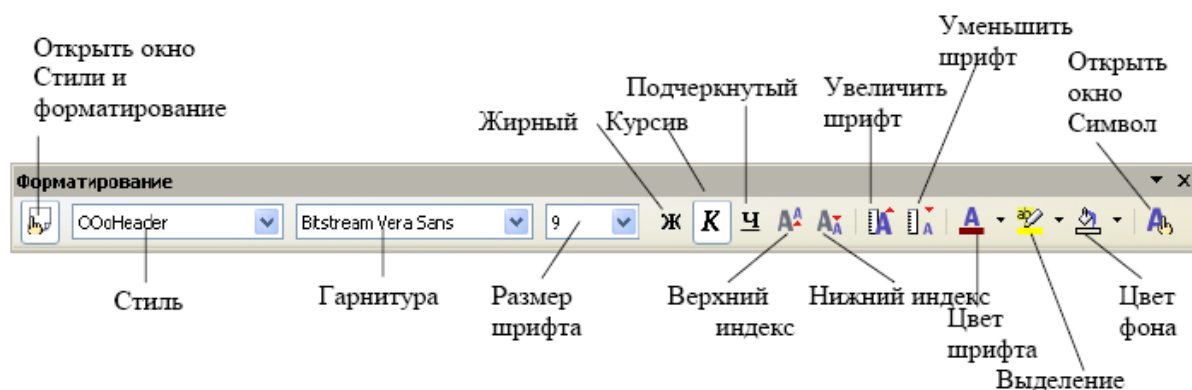 Открыть окно
Стили и
форматирование
Уменьшить
шрифт
Открыть
окно
Символ
Подчеркнутый
Увеличить
шрифт
Жирный
Курсив
Форматирование
OOoHeader
Bitstream Vera Sans
9
Ж
К
Ч
Стиль
Гарнитура
Размер
шрифта
Верхний
индекс
Нижний индекс
Цвет
шрифта
Выделение
Цвет
фона